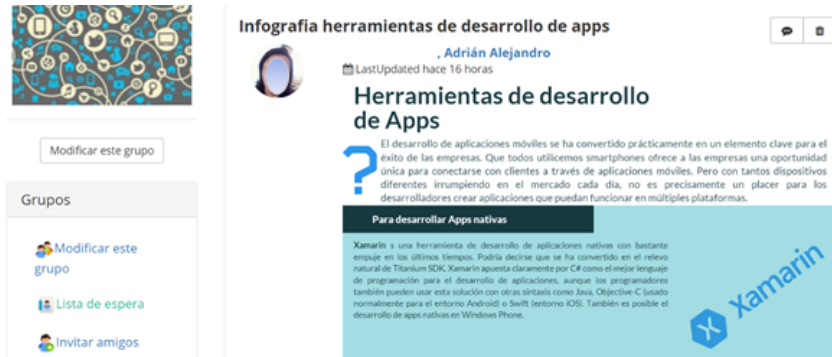 Infografia herramientas de desarrollo de apps
, Adrián Alejandro
LastUpdated hace 16 horas
Herramientas de desarrollo
de Apps
? El desarrollo de aplicaciones móviles se ha convertido prácticamente en un elemento clave para el
éxito de las empresas. Que todos utilicemos smartphones ofrece a las empresas una oportunidad
única para conectarse con clientes a través de aplicaciones móviles. Pero con tantos dispositivos
diferentes irrumpiendo en el mercado cada día, no es precisamente un placer para los
desarrolladores crear aplicaciones que puedan funcionar en múltiples plataformas.
Para desarrollar Apps nativas
Xamarin s una herramienta de desarrollo de aplicaciones nativas con bastante
empuje en los últimos tiempos. Podría decirse que se ha convertido en el relevo
natural de Titanium SDK. Xamarin apuesta claramente por C# como el mejor lenguaje
de programación para el desarrollo de aplicaciones, aunque los programadores
también pueden usar esta solución con otras sintaxis como Java, Objective-C (usado
normalmente para el entorno Android) o Swift (entorno iOS). También es posible el
desarrollo de apps nativas en Windows Phone.
Xamarin
Modificar este grupo
Grupos
Modificar este
grupo
Lista de espera
Invitar amigos